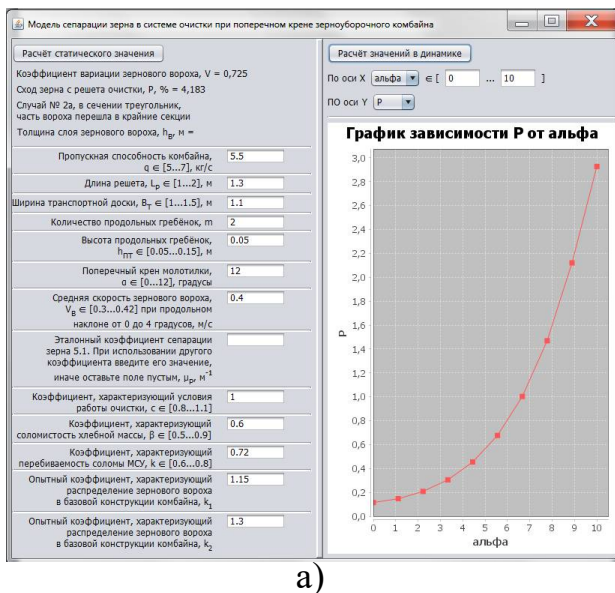 Модель сепарации зерна в системе очистки при поперечном крене зерноуборочного комбайна
Расчёт статического значения
Коэффициент вариации зернового вороха, V = 0,725
Сход зерна с решета очистки, P, % = 4,183
Случай № 2а, в сечении треугольник,
часть вороха перешла в крайние секции
Толщина слоя зернового вороха, hВ, м =
Пропускная способность комбайна,
q ∈ [5...7], кг/с
5.5
Длина решета, Lр ∈ [1...2], м
1.3
Ширина транспортной доски, BТ ∈ [1...1.5], м
1.1
Количество продольных гребёнок, m
2
Высота продольных гребёнок,
hПТ ∈ [0.05...0.15], м
0.05
Поперечный крен молотилки,
α ∈ [0...12], градусы
12
Средняя скорость зернового вороха,
VВ ∈ [0.3...0.42] при продольном
наклоне от 0 до 4 градусов, м/с
0.4
Эталонный коэффициент сепарации
зерна 5.1. При использовании другого
коэффициента введите его значение,
иначе оставьте поле пустым, μр, м⁻¹
Коэффициент, характеризующий условия
работы очистки, c ∈ [0.8...1.1]
1
Коэффициент, характеризующий
соломистость хлебной массы, β ∈ [0.5...0.9]
0.6
Коэффициент, характеризующий
перебиваемость соломы МСУ, k ∈ [0.6...0.8]
0.72
Опытный коэффициент, характеризующий
распределение зернового вороха
в базовой конструкции комбайна, k1
1.15
Опытный коэффициент, характеризующий
распределение зернового вороха
в базовой конструкции комбайна, k2
1.3
Расчёт значений в динамике
По оси X альфа ∈ [ 0 ... 10 ]
ПО оси Y P
График зависимости P от альфа
3,0
2,8
2,6
2,4
2,2
2,0
1,8
1,6
1,4
1,2
1,0
0,8
0,6
0,4
0,2
0,0
P
0 1 2 3 4 5 6 7 8 9 10
альфа
а)